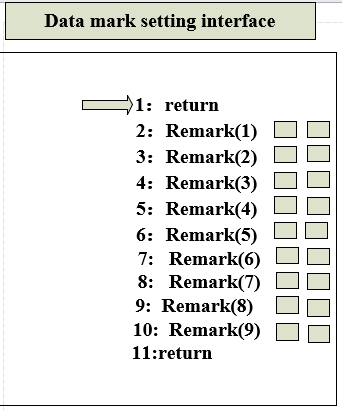 Data mark setting interface
1: return
2: Remark(1)
3: Remark(2)
4: Remark(3)
5: Remark(4)
6: Remark(5)
7: Remark(6)
8: Remark(7)
9: Remark(8)
10: Remark(9)
11:return